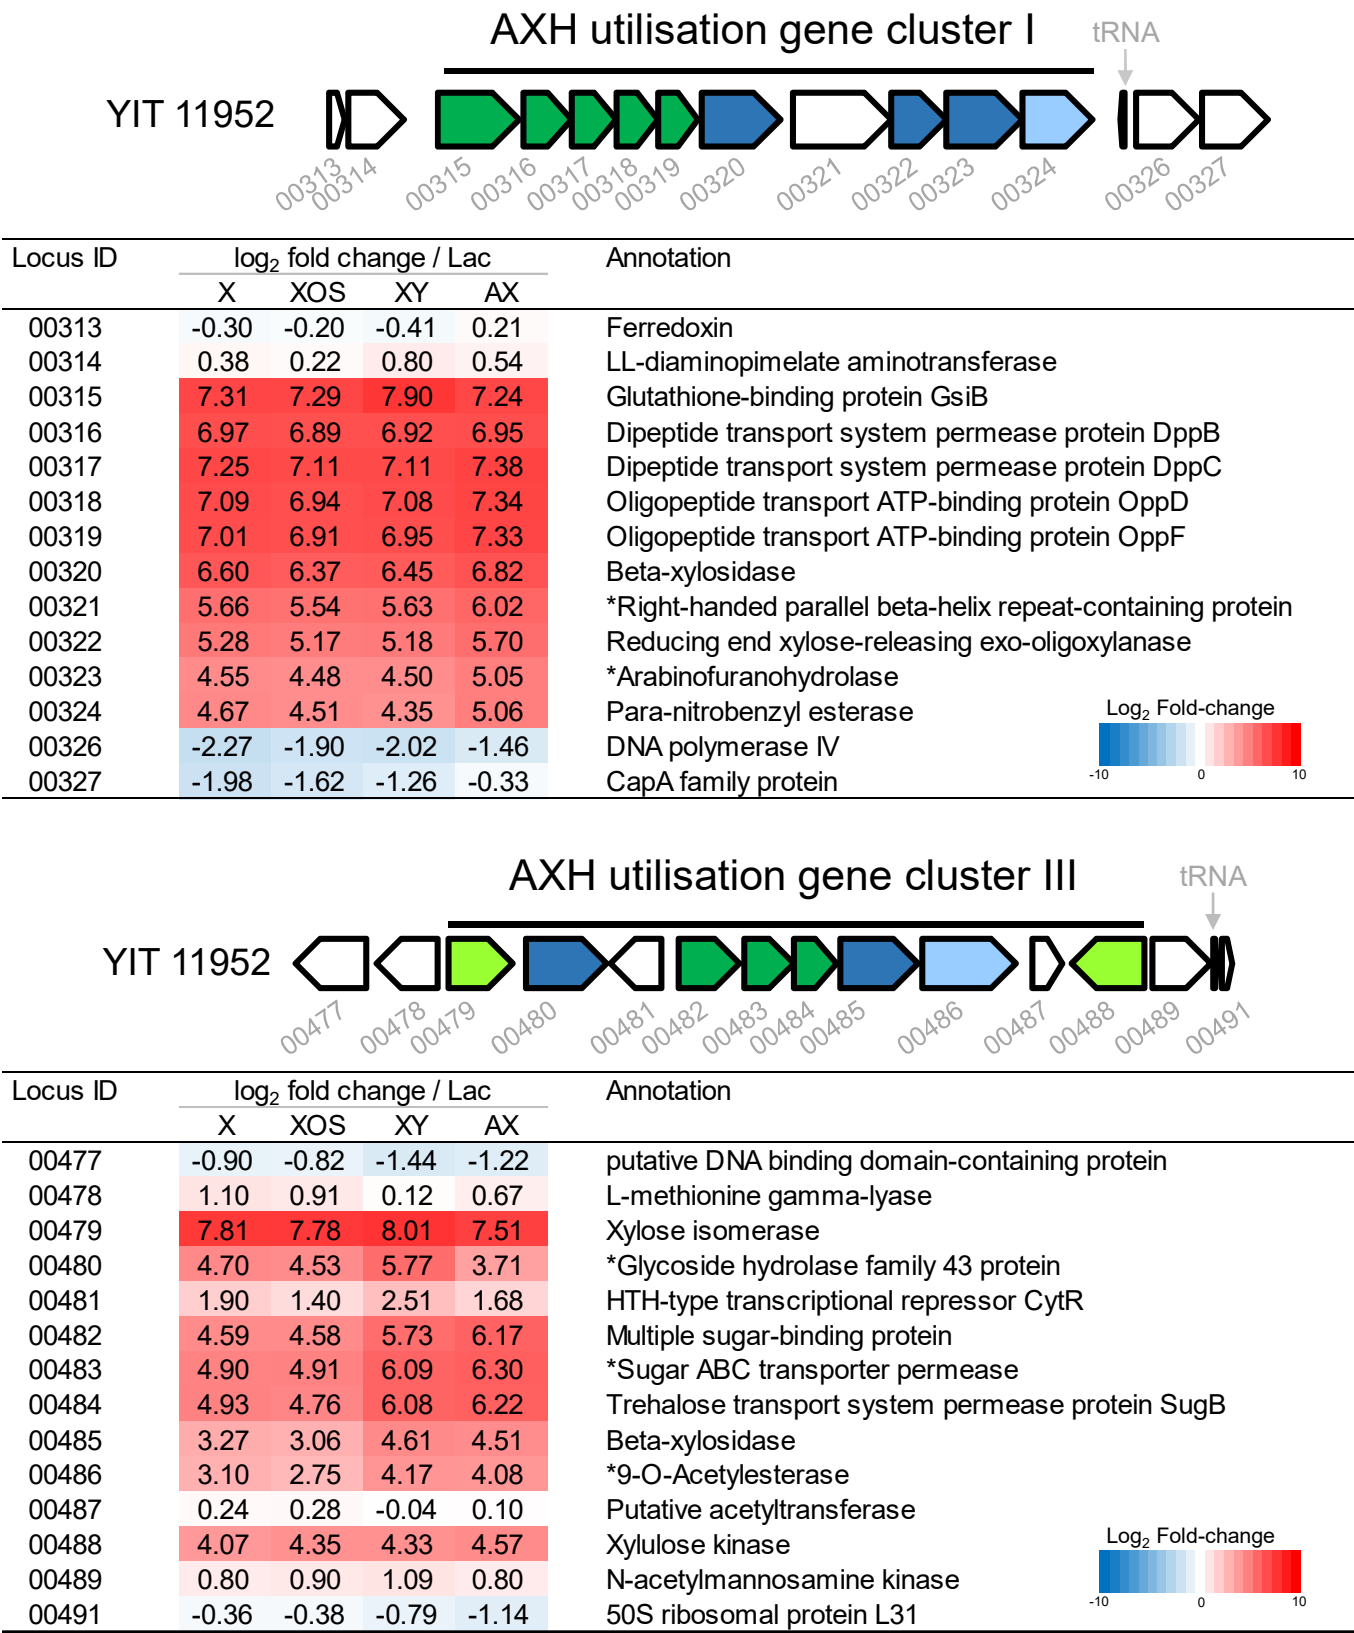 AXH utilisation gene cluster I
tRNA
YIT 11952
00313 00314 00315 00316 00317 00318 00319 00320 00321 00322 00323 00324 00326 00327
Locus ID log2 fold change / Lac Annotation
X XOS XY AX
00313 -0.30 -0.20 -0.41 0.21 Ferredoxin
00314 0.38 0.22 0.80 0.54 LL-diaminopimelate aminotransferase
00315 7.31 7.29 7.90 7.24 Glutathione-binding protein GsiB
00316 6.97 6.89 6.92 6.95 Dipeptide transport system permease protein DppB
00317 7.25 7.11 7.11 7.38 Dipeptide transport system permease protein DppC
00318 7.09 6.94 7.08 7.34 Oligopeptide transport ATP-binding protein OppD
00319 7.01 6.91 6.95 7.33 Oligopeptide transport ATP-binding protein OppF
00320 6.60 6.37 6.45 6.82 Beta-xylosidase
00321 5.66 5.54 5.63 6.02 *Right-handed parallel beta-helix repeat-containing protein
00322 5.28 5.17 5.18 5.70 Reducing end xylose-releasing exo-oligoxylanase
00323 4.55 4.48 4.50 5.05 *Arabinofuranohydrolase
00324 4.67 4.51 4.35 5.06 Para-nitrobenzyl esterase
00326 -2.27 -1.90 -2.02 -1.46 DNA polymerase IV
00327 -1.98 -1.62 -1.26 -0.33 CapA family protein
Log2 Fold-change
-10 0 10
AXH utilisation gene cluster III
tRNA
YIT 11952
00477 00478 00479 00480 00481 00482 00483 00484 00485 00486 00487 00488 00489 00491
Locus ID log2 fold change / Lac Annotation
X XOS XY AX
00477 -0.90 -0.82 -1.44 -1.22 putative DNA binding domain-containing protein
00478 1.10 0.91 0.12 0.67 L-methionine gamma-lyase
00479 7.81 7.78 8.01 7.51 Xylose isomerase
00480 4.70 4.53 5.77 3.71 *Glycoside hydrolase family 43 protein
00481 1.90 1.40 2.51 1.68 HTH-type transcriptional repressor CytR
00482 4.59 4.58 5.73 6.17 Multiple sugar-binding protein
00483 4.90 4.91 6.09 6.30 *Sugar ABC transporter permease
00484 4.93 4.76 6.08 6.22 Trehalose transport system permease protein SugB
00485 3.27 3.06 4.61 4.51 Beta-xylosidase
00486 3.10 2.75 4.17 4.08 *9-O-Acetylesterase
00487 0.24 0.28 -0.04 0.10 Putative acetyltransferase
00488 4.07 4.35 4.33 4.57 Xylulose kinase
00489 0.80 0.90 1.09 0.80 N-acetylmannosamine kinase
00491 -0.36 -0.38 -0.79 -1.14 50S ribosomal protein L31
Log2 Fold-change
-10 0 10